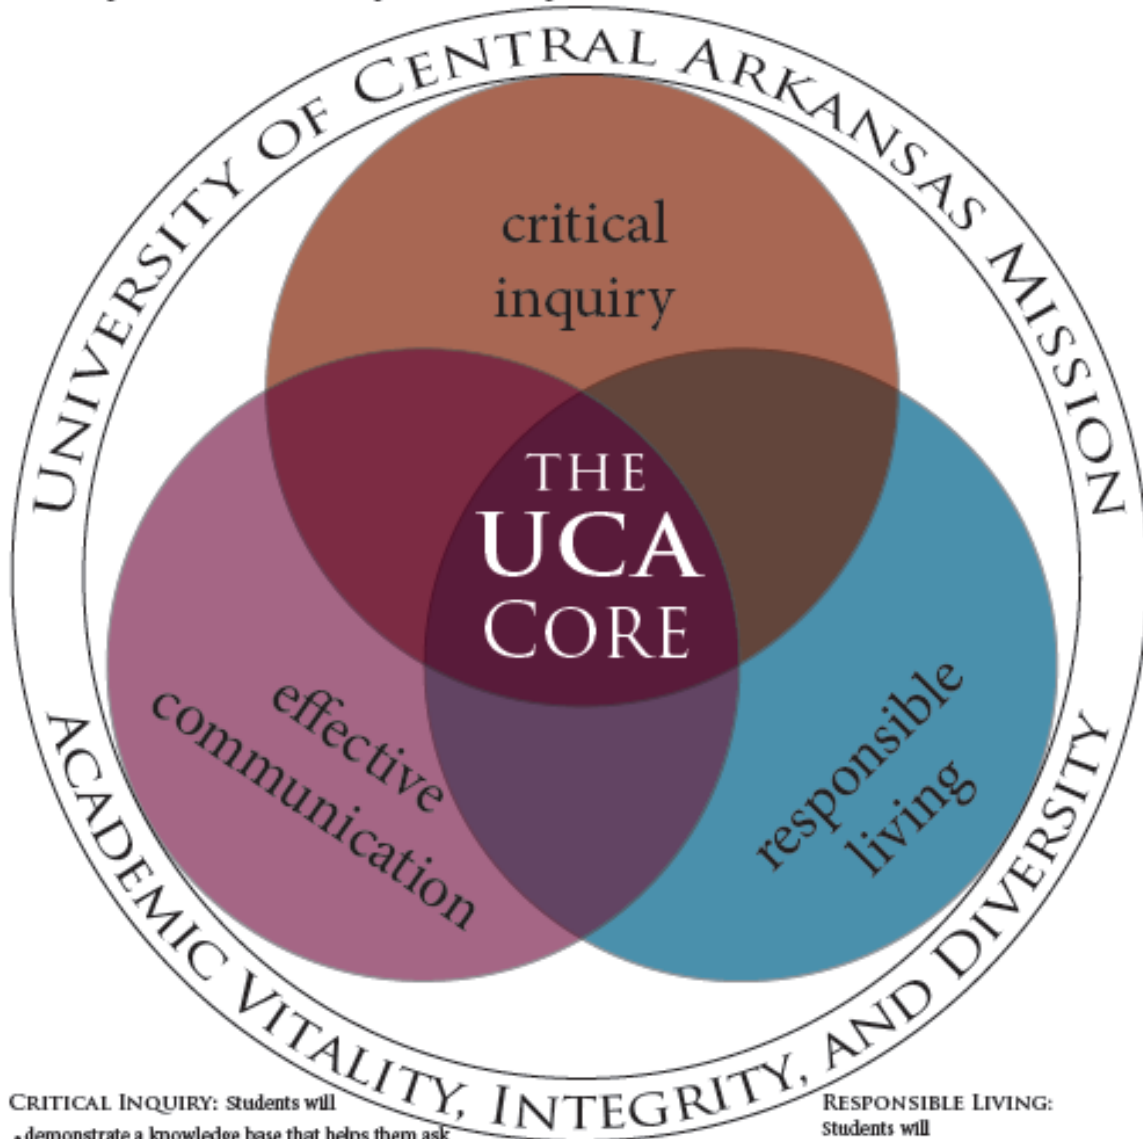 UNIVERSITY OF CENTRAL ARKANSAS MISSION
critical
inquiry
THE
UCA
CORE
effective
communication
responsible
living
ACADEMIC VITALITY, INTEGRITY, AND DIVERSITY
CRITICAL INQUIRY: Students will
• demonstrate a knowledge base that helps them ask
RESPONSIBLE LIVING:
Students will